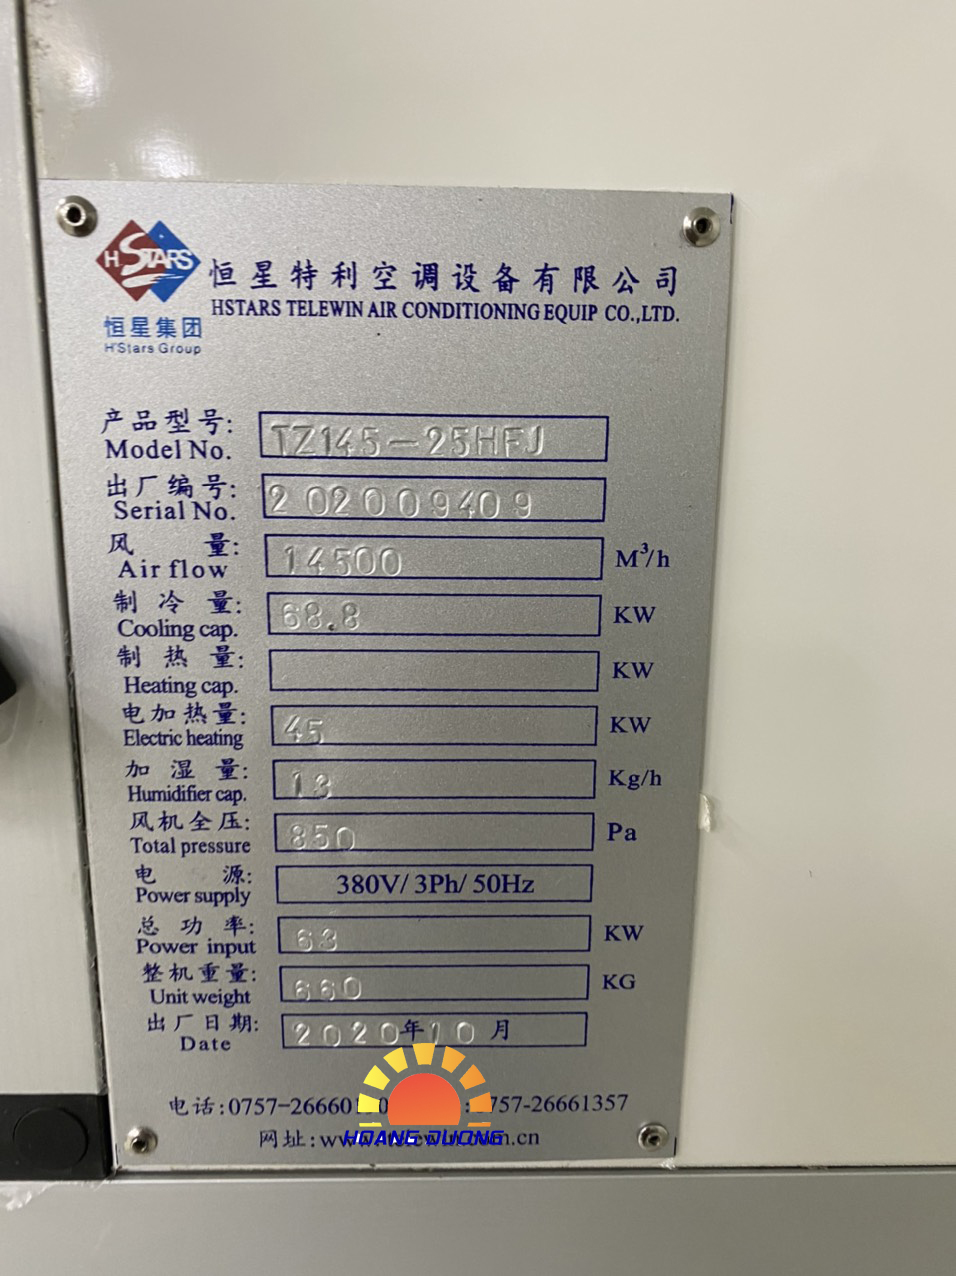 HSTARS
恒星集团
H'Stars Group
恒星特利空调设备有限公司
HSTARS TELEWIN AIR CONDITIONING EQUIP CO.,LTD.
产品型号: TZ145-25HFJ
Model No.
出厂编号: 202009409
Serial No.
风 量: 14500 M³/h
Air flow
制 冷 量: 68.8 KW
Cooling cap.
制 热 量: KW
Heating cap.
电加热量: 45 KW
Electric heating
加 湿 量: 13 Kg/h
Humidifier cap.
风机全压: 850 Pa
Total pressure
电 源: 380V/ 3Ph/ 50Hz
Power supply
总 功 率: 63 KW
Power input
整机重量: 660 KG
Unit weight
出厂日期: 2020年10月
Date
电话:0757-26660 757-26661357
网址: .cn
HOANG DUONG